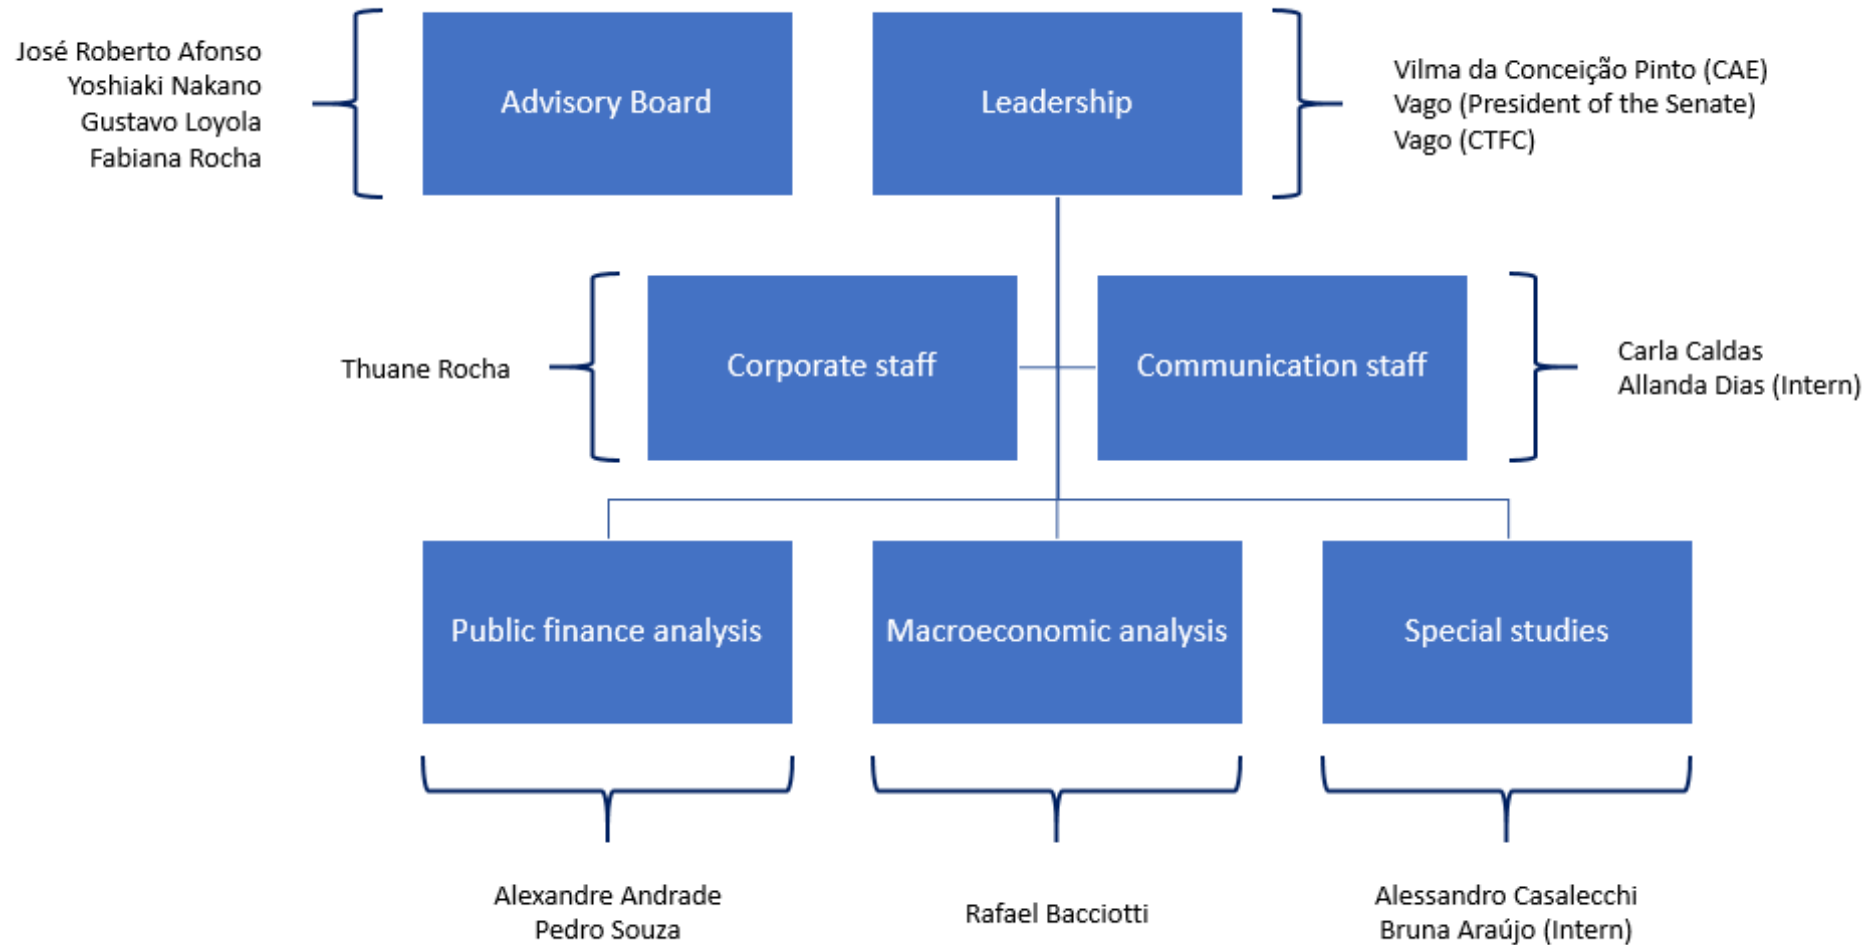 José Roberto Afonso
Yoshiaki Nakano
Gustavo Loyola
Fabiana Rocha
Advisory Board
Leadership
Vilma da Conceição Pinto (CAE)
Vago (President of the Senate)
Vago (CTFC)
Thuane Rocha
Corporate staff
Communication staff
Carla Caldas
Allanda Dias (Intern)
Public finance analysis
Macroeconomic analysis
Special studies
Alexandre Andrade
Pedro Souza
Rafael Bacciotti
Alessandro Casalecchi
Bruna Araújo (Intern)